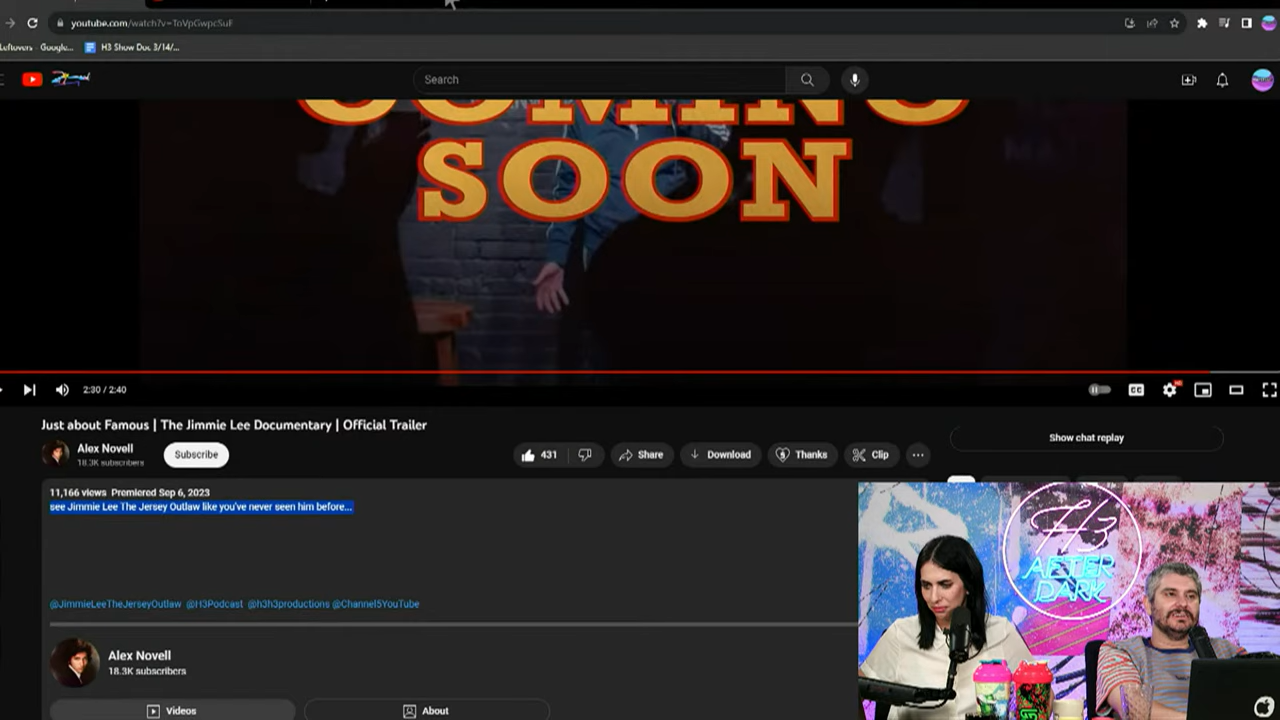 youtube.com/watch?v=ToVpGwpcSuE
Leftovers - Google...
H3 Show Doc 3/14/...
Search
COMING
SOON
2:30 / 2:40
Just about Famous | The Jimmie Lee Documentary | Official Trailer
Alex Novell
18.3K subscribers
Subscribe
431
Share
Download
Thanks
Clip
Show chat replay
11,166 views Premiered Sep 6, 2023
see Jimmie Lee The Jersey Outlaw like you've never seen him before...
@JimmieLeeTheJerseyOutlaw @H3Podcast @h3h3productions @Channel5YouTube
Alex Novell
18.3K subscribers
Videos
About
H3
AFTER
DARK